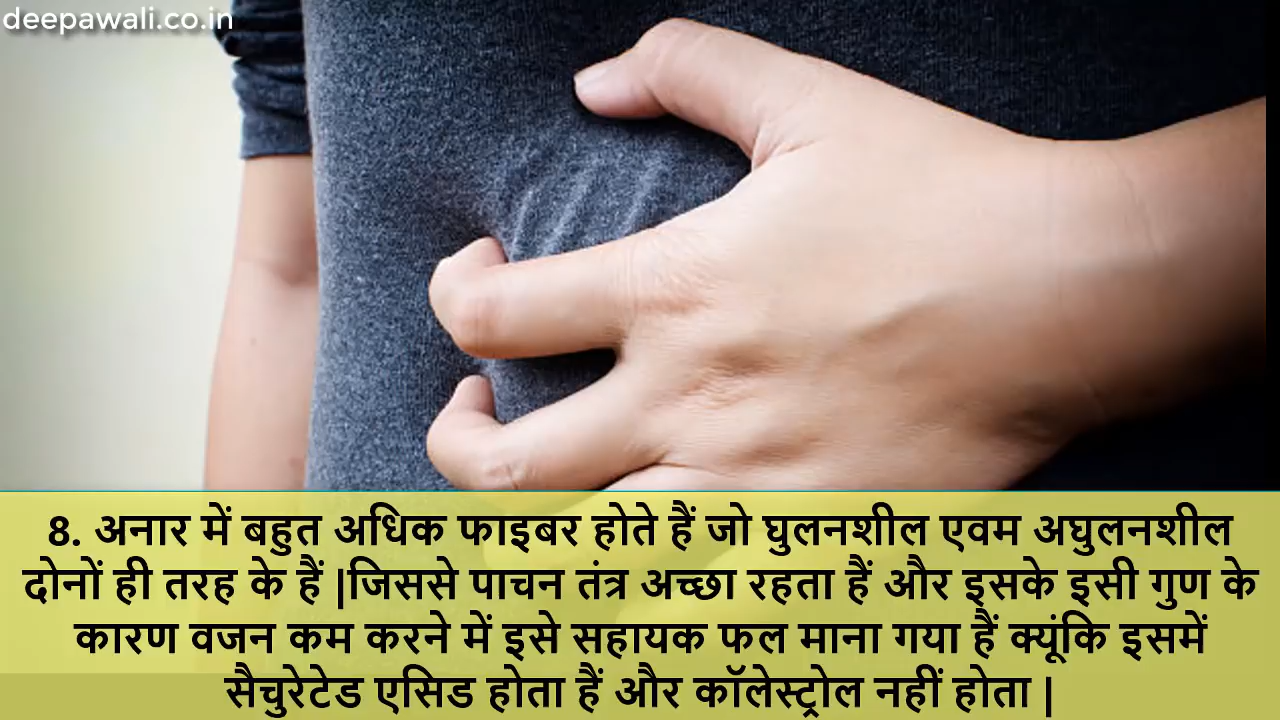 deepawali.co.in
8. अनार में बहुत अधिक फाइबर होते हैं जो घुलनशील एवम अघुलनशील
दोनों ही तरह के हैं |जिससे पाचन तंत्र अच्छा रहता हैं और इसके इसी गुण के
कारण वजन कम करने में इसे सहायक फल माना गया हैं क्यूंकि इसमें
सैचुरेटेड एसिड होता हैं और कॉलेस्ट्रोल नहीं होता |